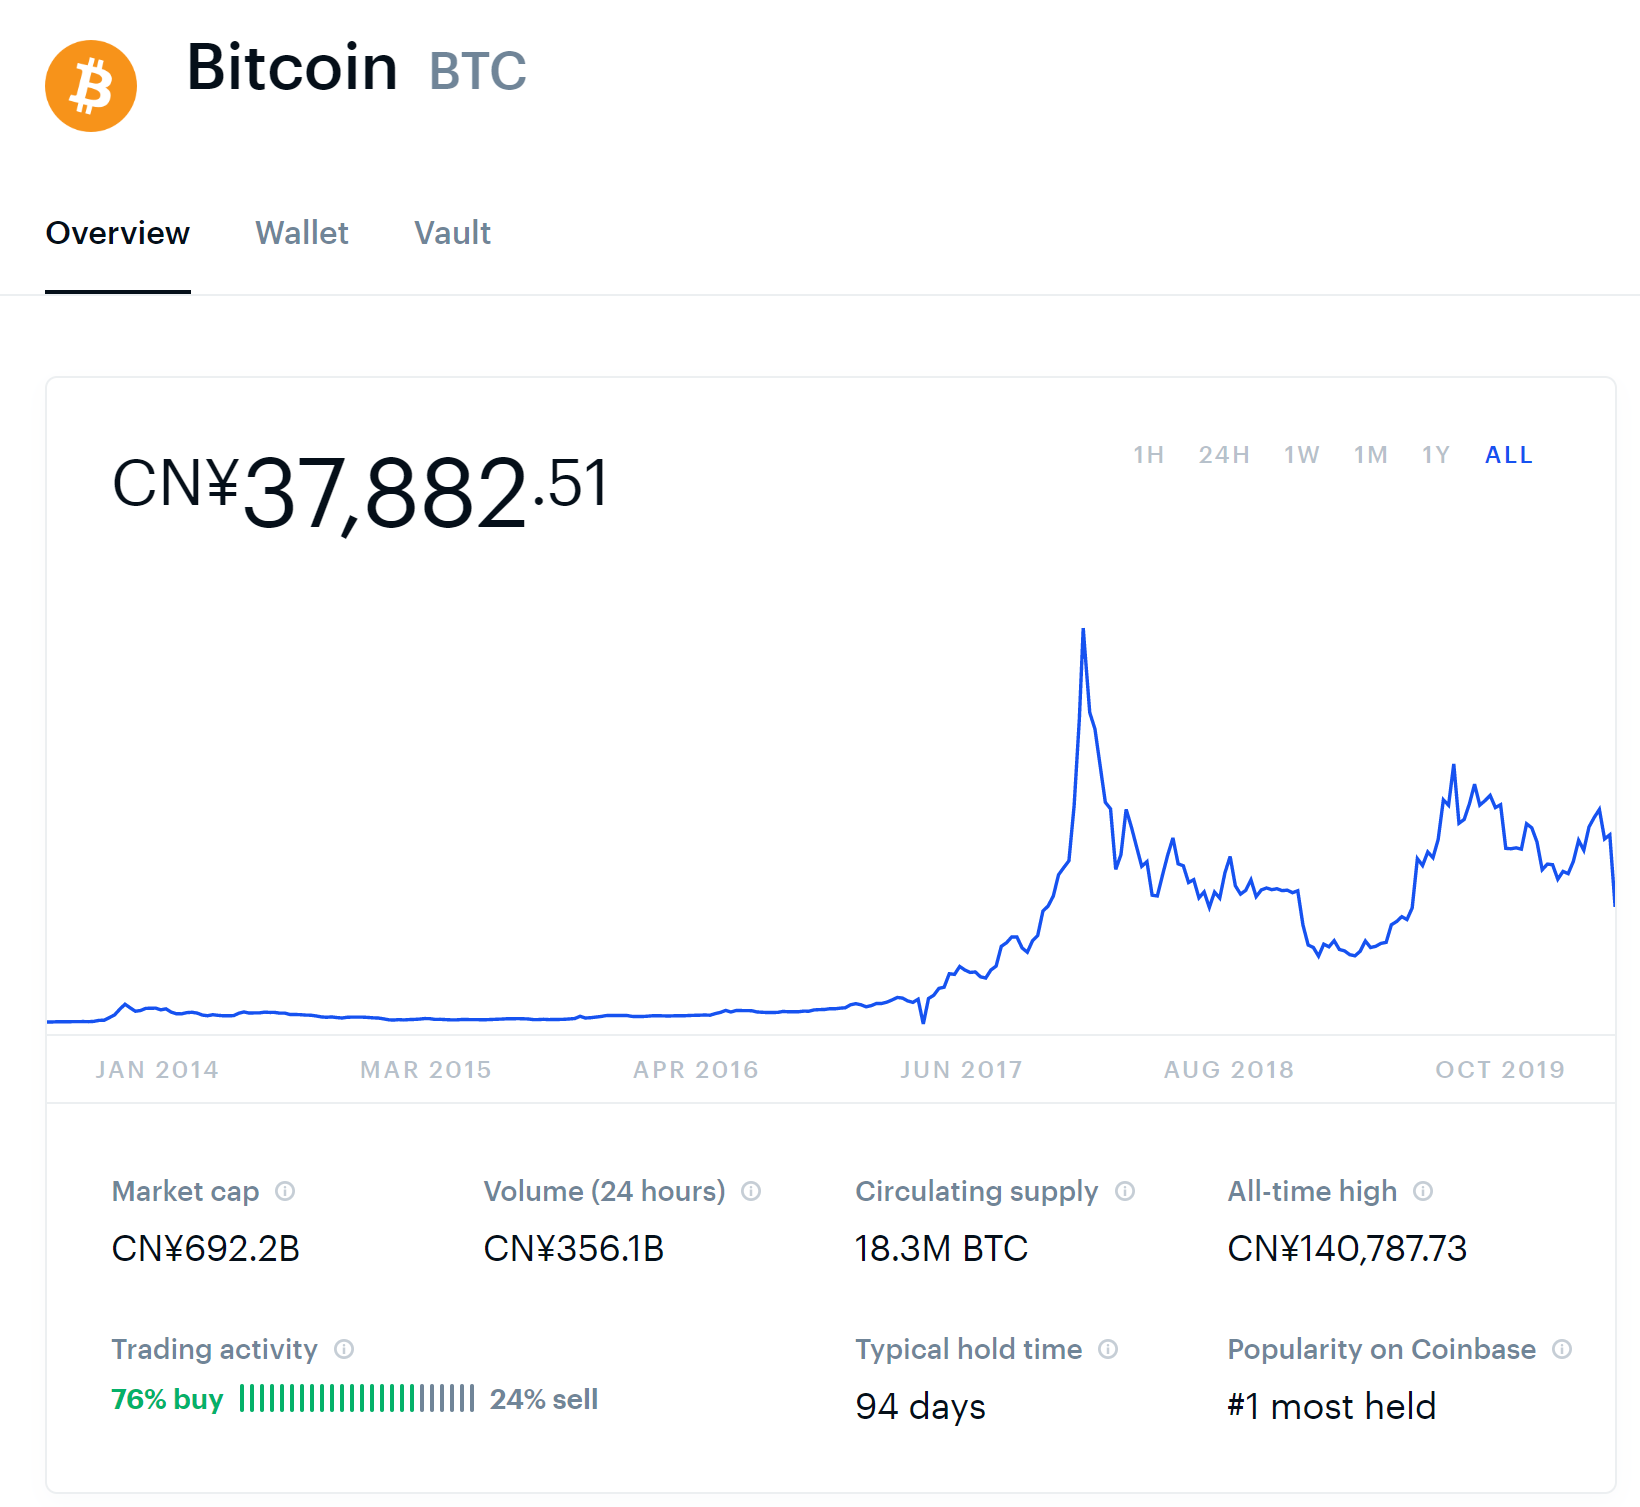 Bitcoin BTC
Overview Wallet Vault
CN¥37,882.51
1H 24H 1W 1M 1Y ALL
JAN 2014 MAR 2015 APR 2016 JUN 2017 AUG 2018 OCT 2019
Market cap Volume (24 hours) Circulating supply All-time high
CN¥692.2B CN¥356.1B 18.3M BTC CN¥140,787.73
Trading activity Typical hold time Popularity on Coinbase
76% buy 24% sell 94 days #1 most held